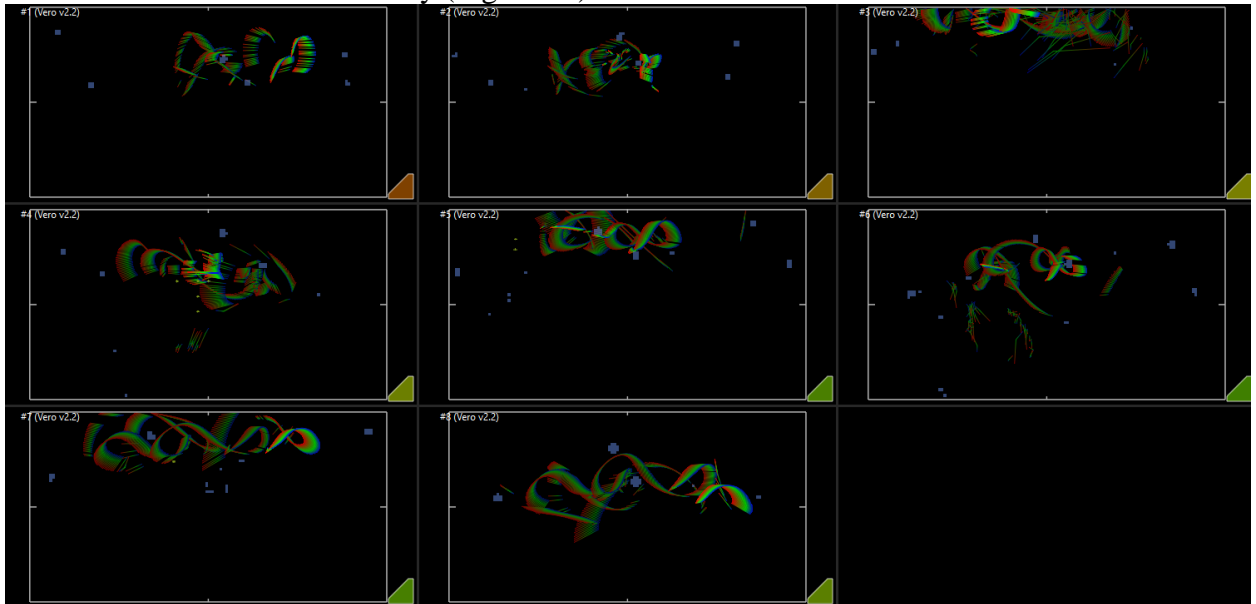 #1 (Vero v2.2)
#2 (Vero v2.2)
#3 (Vero v2.2)
#4 (Vero v2.2)
#5 (Vero v2.2)
#6 (Vero v2.2)
#7 (Vero v2.2)
#8 (Vero v2.2)